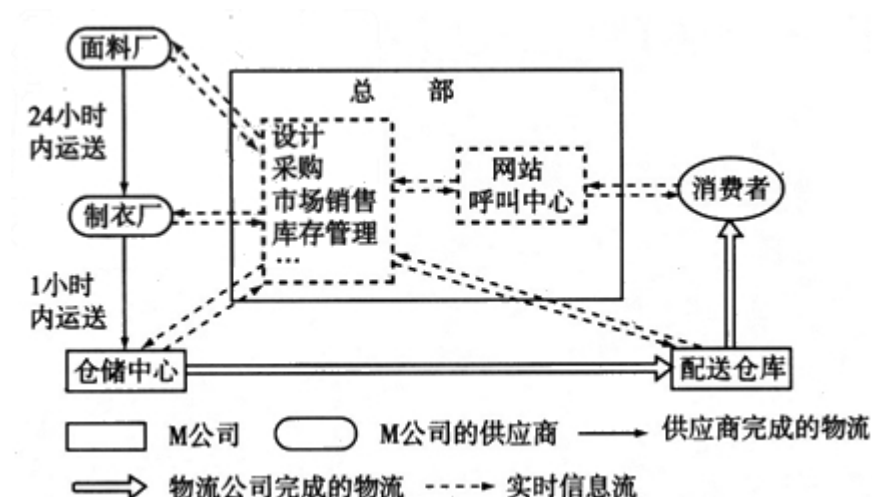 面料厂
总 部
24小时
内运送
设计
采购
市场销售
库存管理
…
网站
呼叫中心
消费者
制衣厂
1小时
内运送
仓储中心
配送仓库
M公司
M公司的供应商
供应商完成的物流
物流公司完成的物流
实时信息流